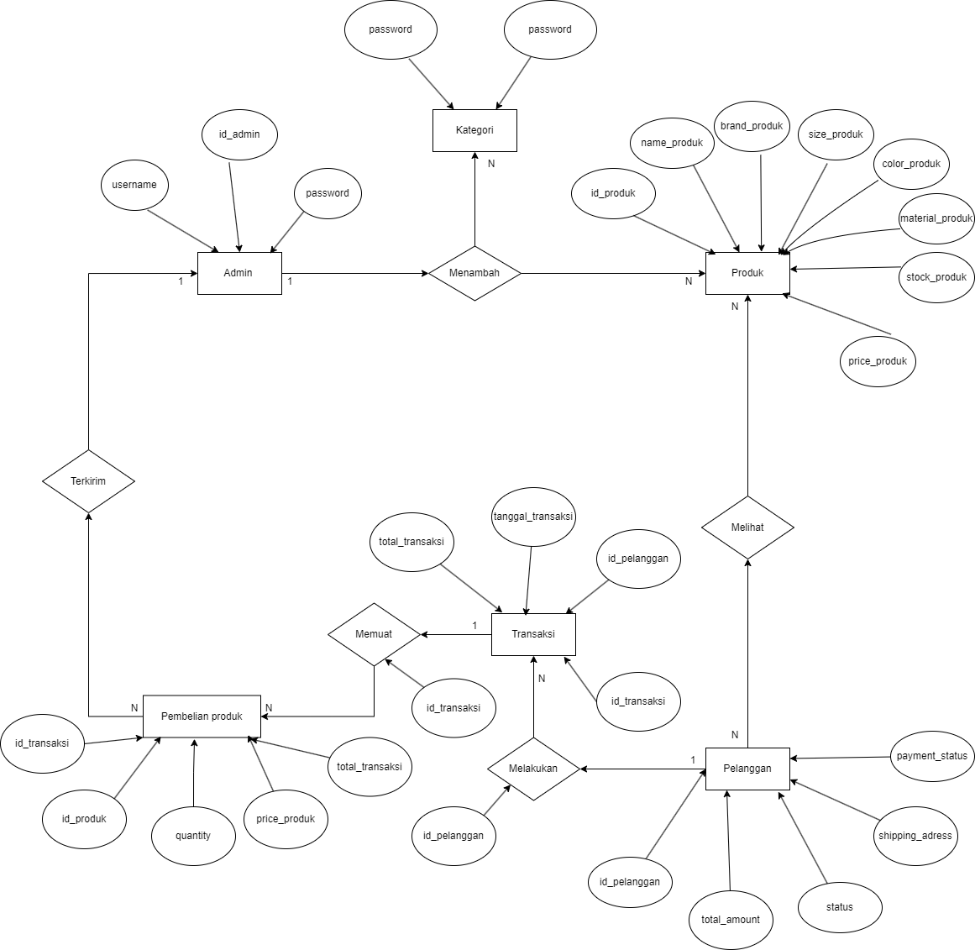 password
password
Kategori
N
id_admin
username
password
Admin
1
1
Menambah
N
brand_produk
name_produk
size_produk
color_produk
id_produk
material_produk
Produk
stock_produk
N
price_produk
Terkirim
Melihat
tanggal_transaksi
total_transaksi
id_pelanggan
Transaksi
1
Memuat
N
id_transaksi
id_transaksi
N
Pembelian produk
N
id_transaksi
total_transaksi
id_produk
quantity
price_produk
Melakukan
1
id_pelanggan
N
Pelanggan
payment_status
shipping_adress
id_pelanggan
total_amount
status